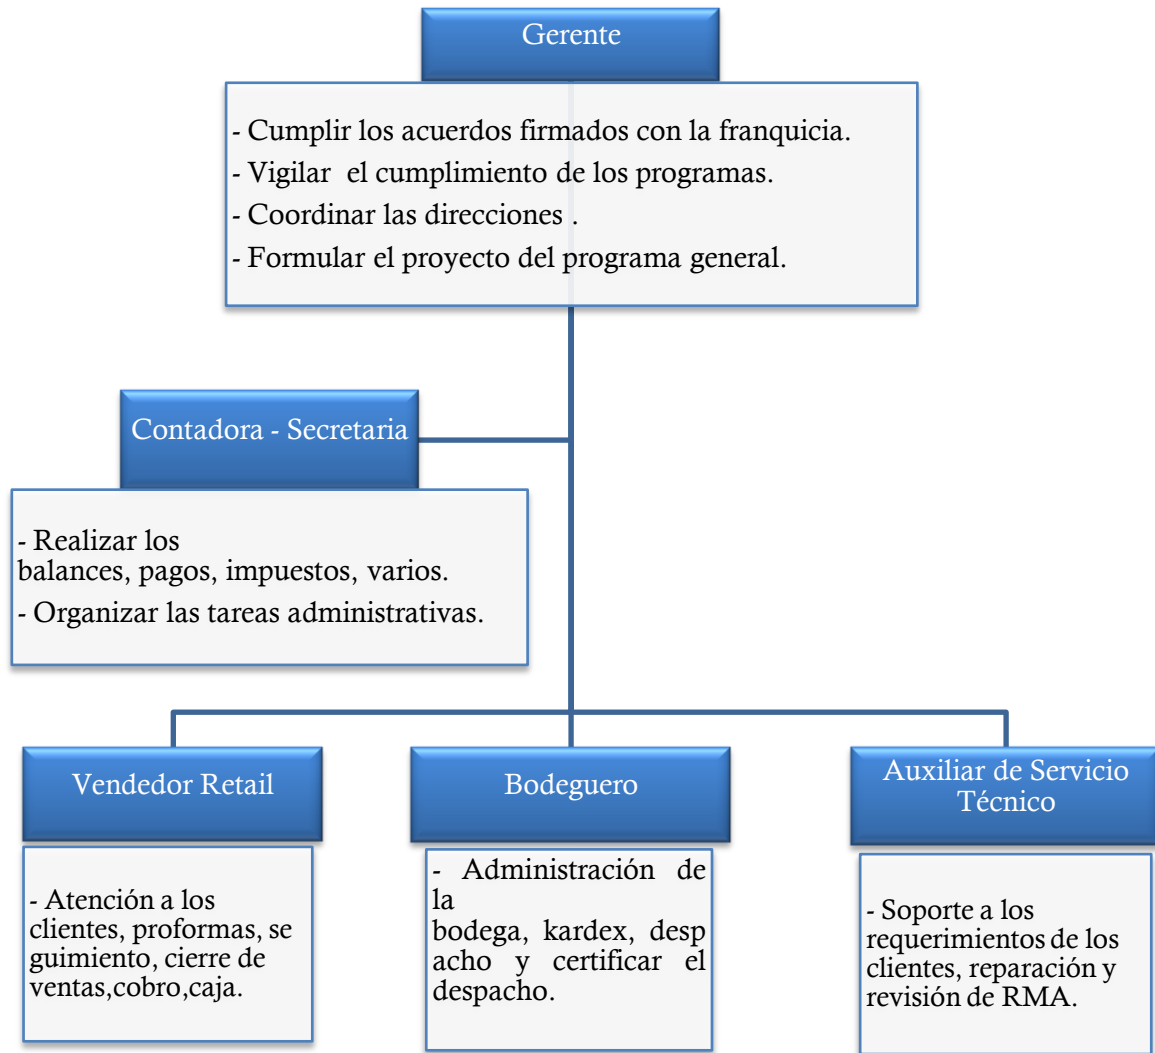 Gerente
- Cumplir los acuerdos firmados con la franquicia.
- Vigilar  el cumplimiento de los programas.
- Coordinar las direcciones .
- Formular el proyecto del programa general.
Contadora - Secretaria
- Realizar los
balances, pagos, impuestos, varios.
- Organizar las tareas administrativas.
Vendedor Retail
- Atención a los
clientes, proformas, se
guimiento, cierre de
ventas,cobro,caja.
Bodeguero
- Administración de
la
bodega, kardex, desp
acho y certificar el
despacho.
Auxiliar de Servicio
Técnico
- Soporte a los
requerimientos de los
clientes, reparación y
revisión de RMA.